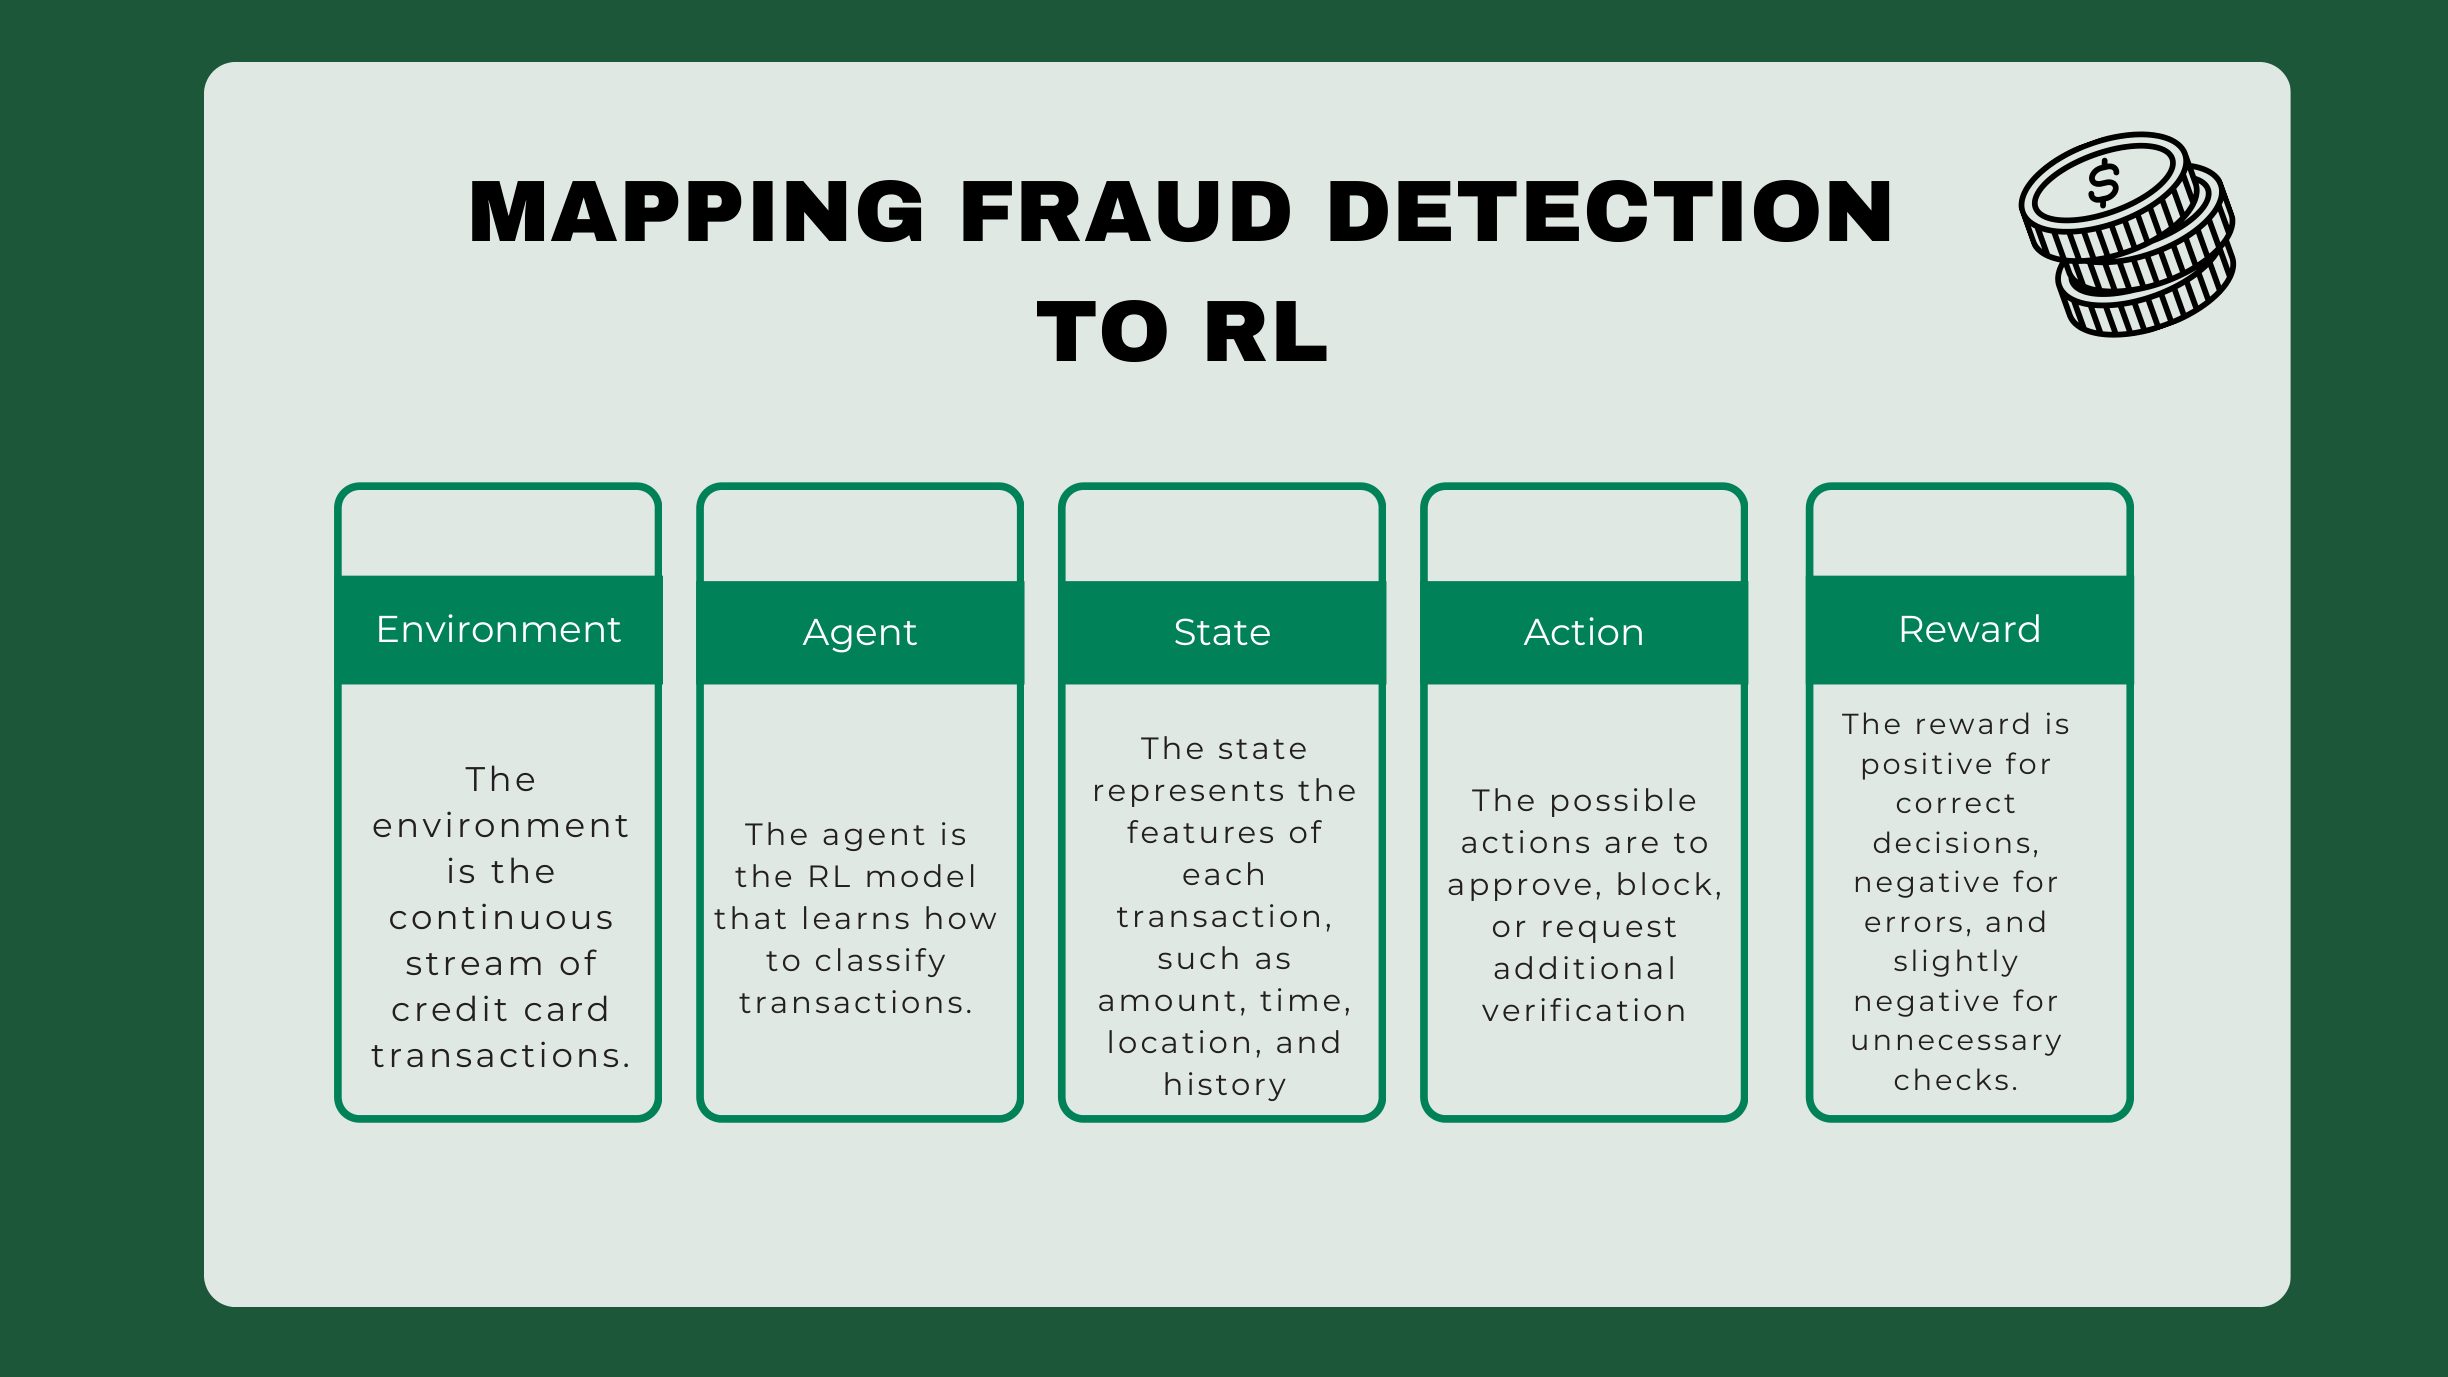 MAPPING FRAUD DETECTION
TO RL
$
Environment
The
environment
is the
continuous
stream of
credit card
transactions.
Agent
The agent is
the RL model
that learns how
to classify
transactions.
State
The state
represents the
features of
each
transaction,
such as
amount, time,
location, and
history
Action
The possible
actions are to
approve, block,
or request
additional
verification
Reward
The reward is
positive for
correct
decisions,
negative for
errors, and
slightly
negative for
unnecessary
checks.